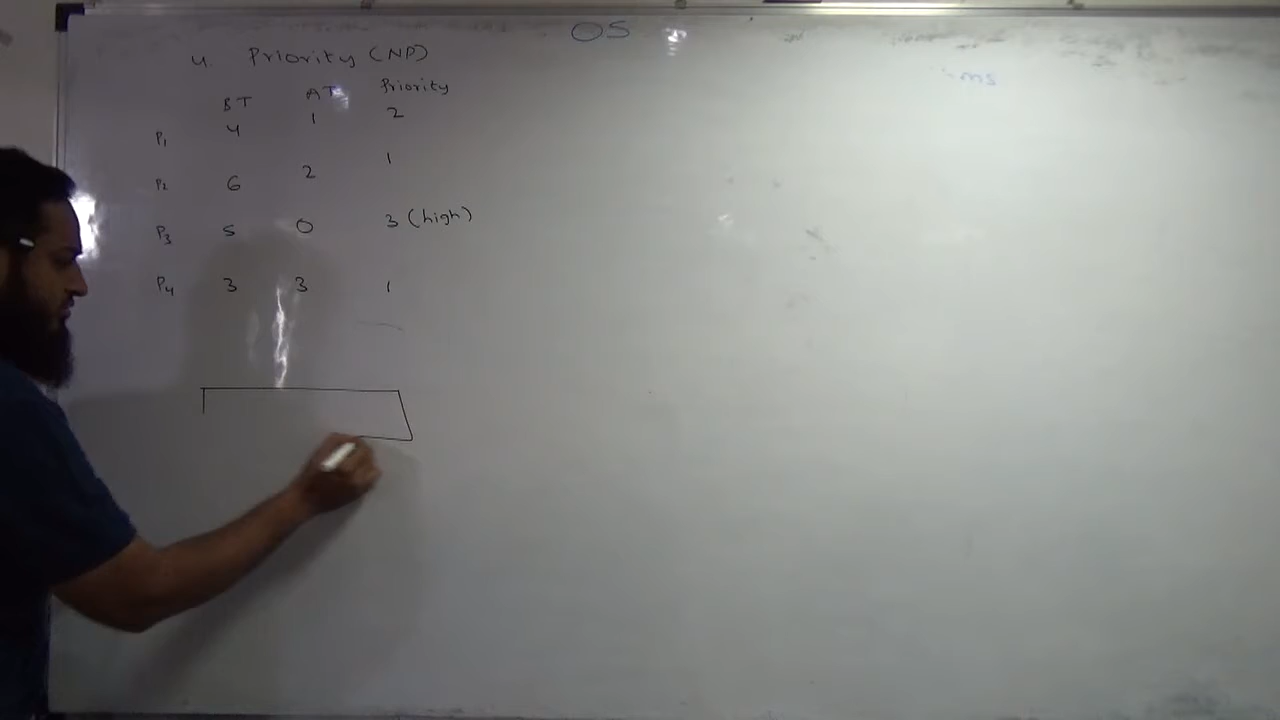 OS
4. Priority (NP)
BT AT Priority
P1 4 1 2
P2 6 2 1
P3 5 0 3 (high)
P4 3 3 1
ms